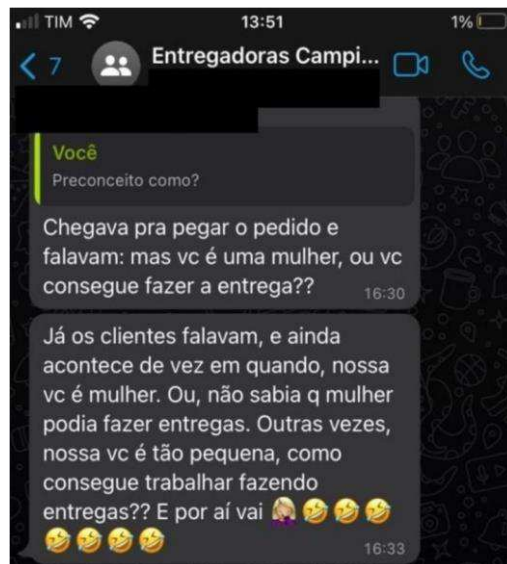 TIM 13:51 1%
7 Entregadoras Campi...
Você
Preconceito como?
Chegava pra pegar o pedido e
falavam: mas vc é uma mulher, ou vc
consegue fazer a entrega??
16:30
Já os clientes falavam, e ainda
acontece de vez em quando, nossa
vc é mulher. Ou, não sabia q mulher
podia fazer entregas. Outras vezes,
nossa vc é tão pequena, como
consegue trabalhar fazendo
entregas?? E por aí vai 🤦🏼‍♀️🤣🤣🤣
🤣🤣🤣🤣 16:33